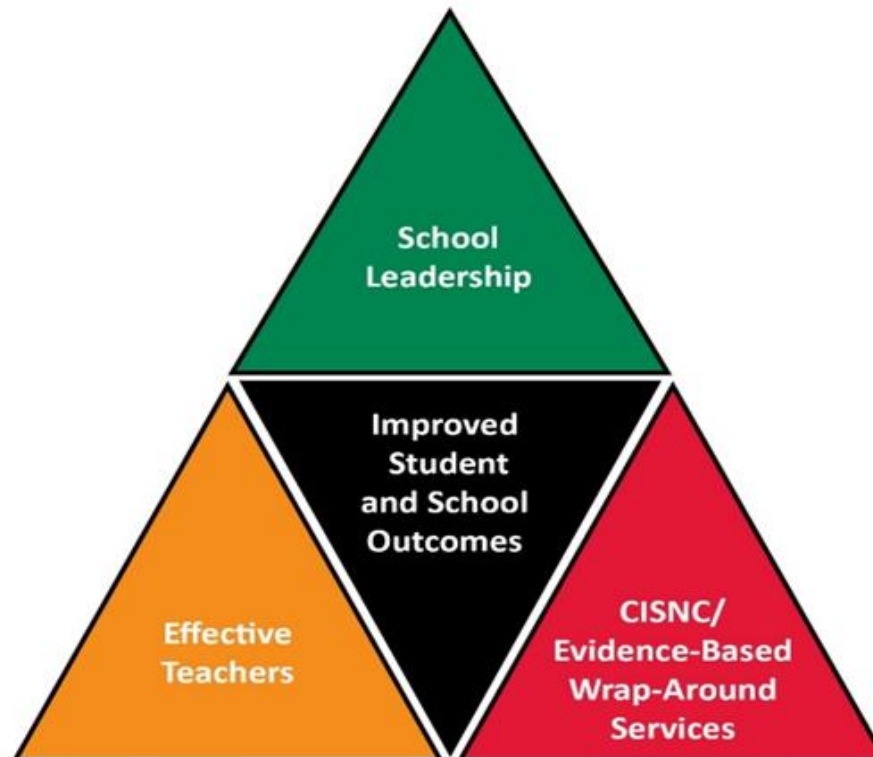 School
Leadership
Improved
Student
and School
Outcomes
Effective
Teachers
CISNC/
Evidence-Based
Wrap-Around
Services